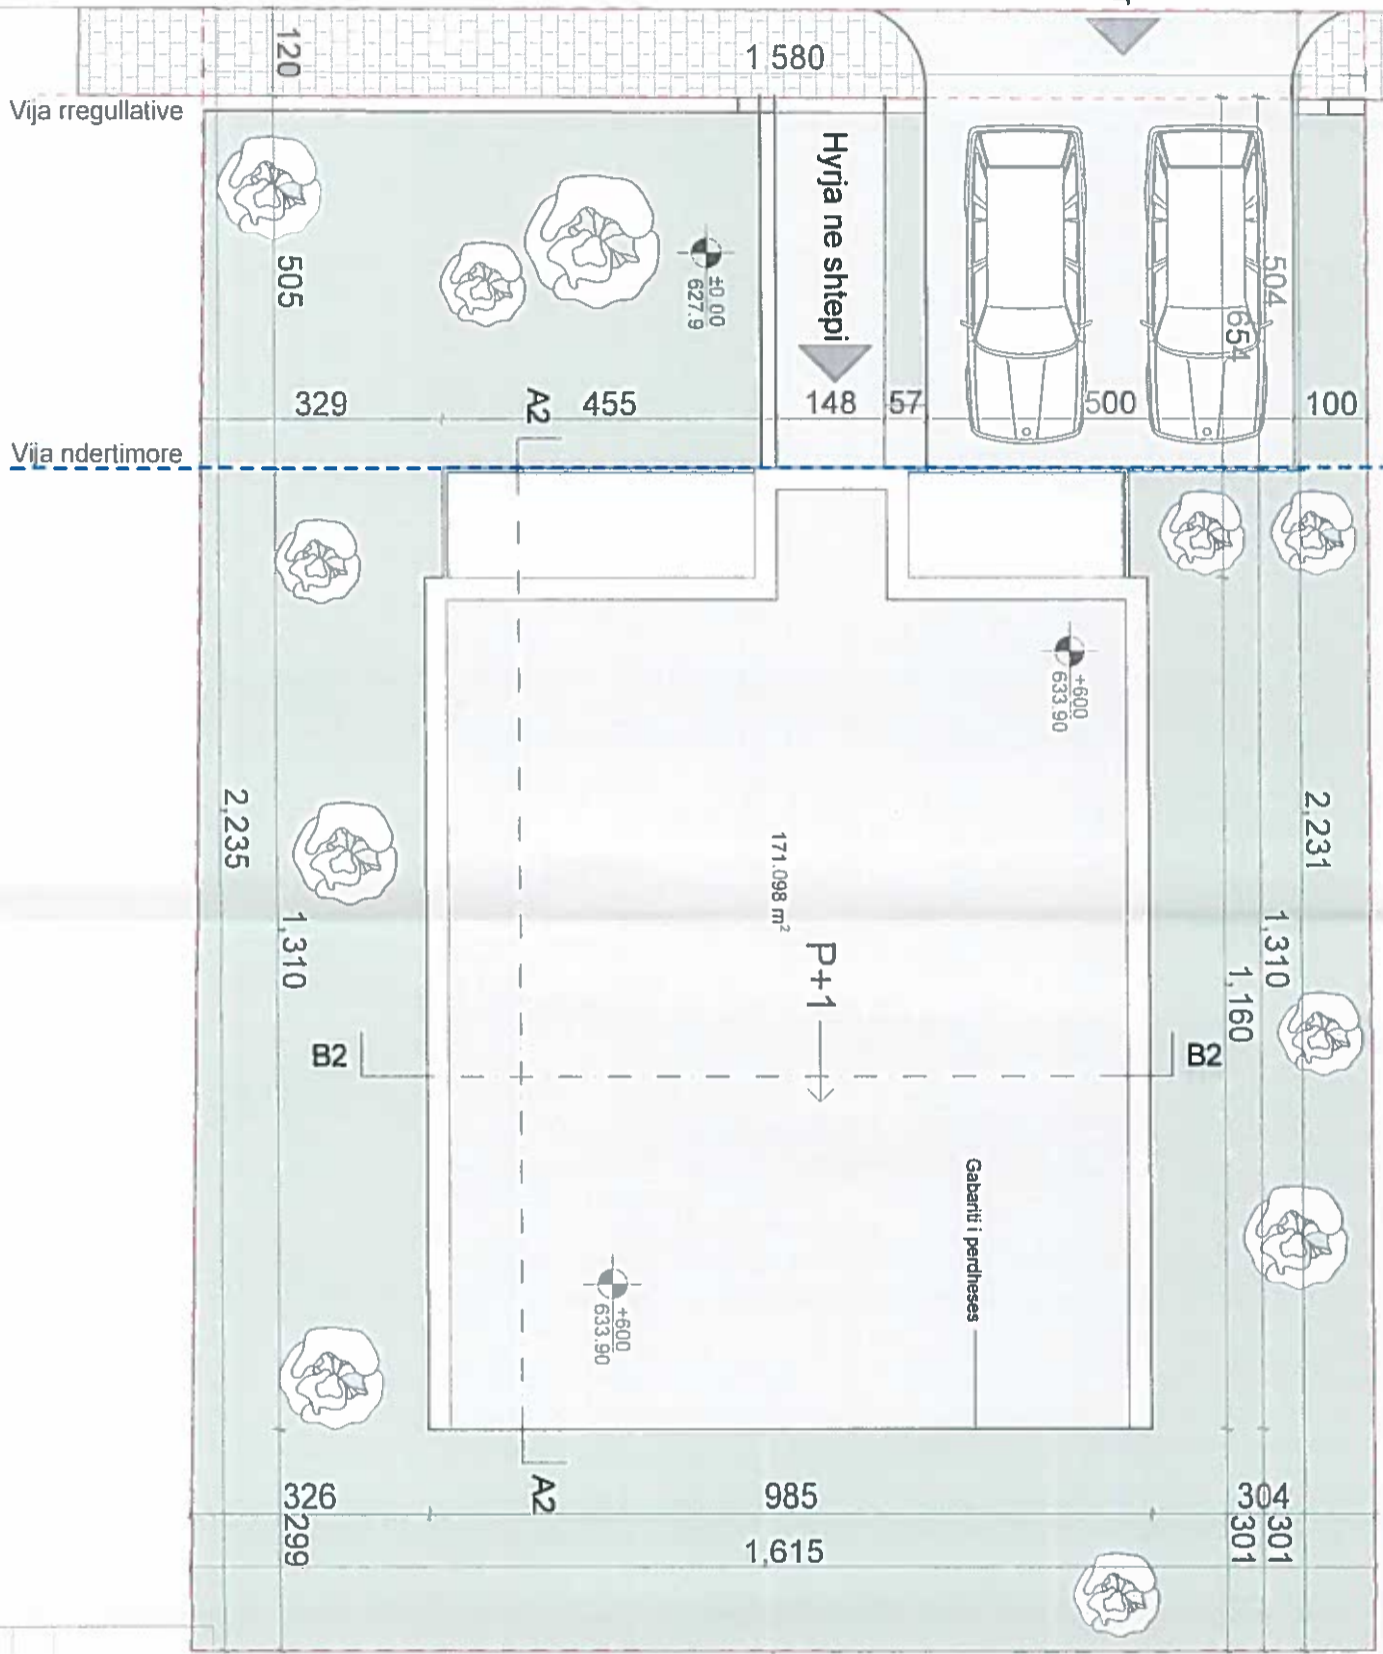 120
1 580
Vija rregullative
Hyrja ne shtepi
505
±0 00
627.9
504
654
329
A2
455
148
57
500
100
Vija ndertimore
+600
633.90
2,235
2,231
171.098 m²
1,310
P+1
1,310
1,160
B2
B2
Gabariti i perdheses
+600
633.90
326
299
A2
985
304
301
301
1,615